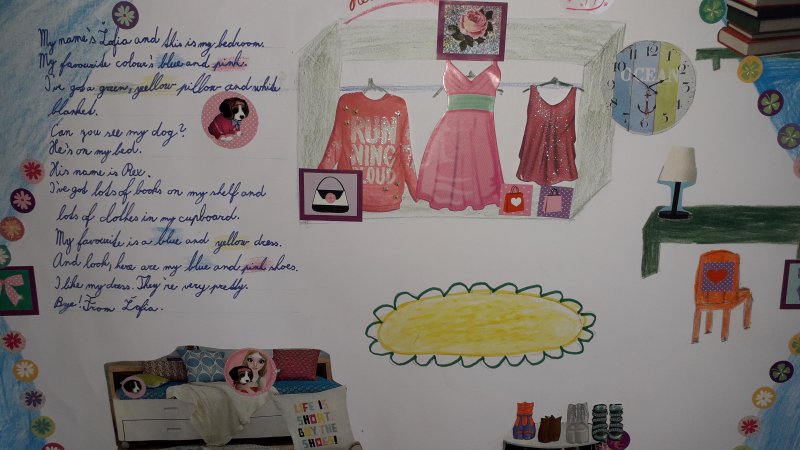 My name's Zofia and this is my bedroom.
My favourite colour's blue and pink.
I've got a green, yellow pillow and white
blanket.
Can you see my dog?
He's on my bed.
His name is Rex.
I've got lots of books on my shelf and
lots of clothes in my cupboard.
My favourite is a blue and yellow dress.
And look, here are my blue and pink shoes.
I like my dress. They're very pretty.
Bye! From Zofia.
RUN
NING
LOUD
OCEAN
LIFE IS
SHORT
BUY THE
SHOES!